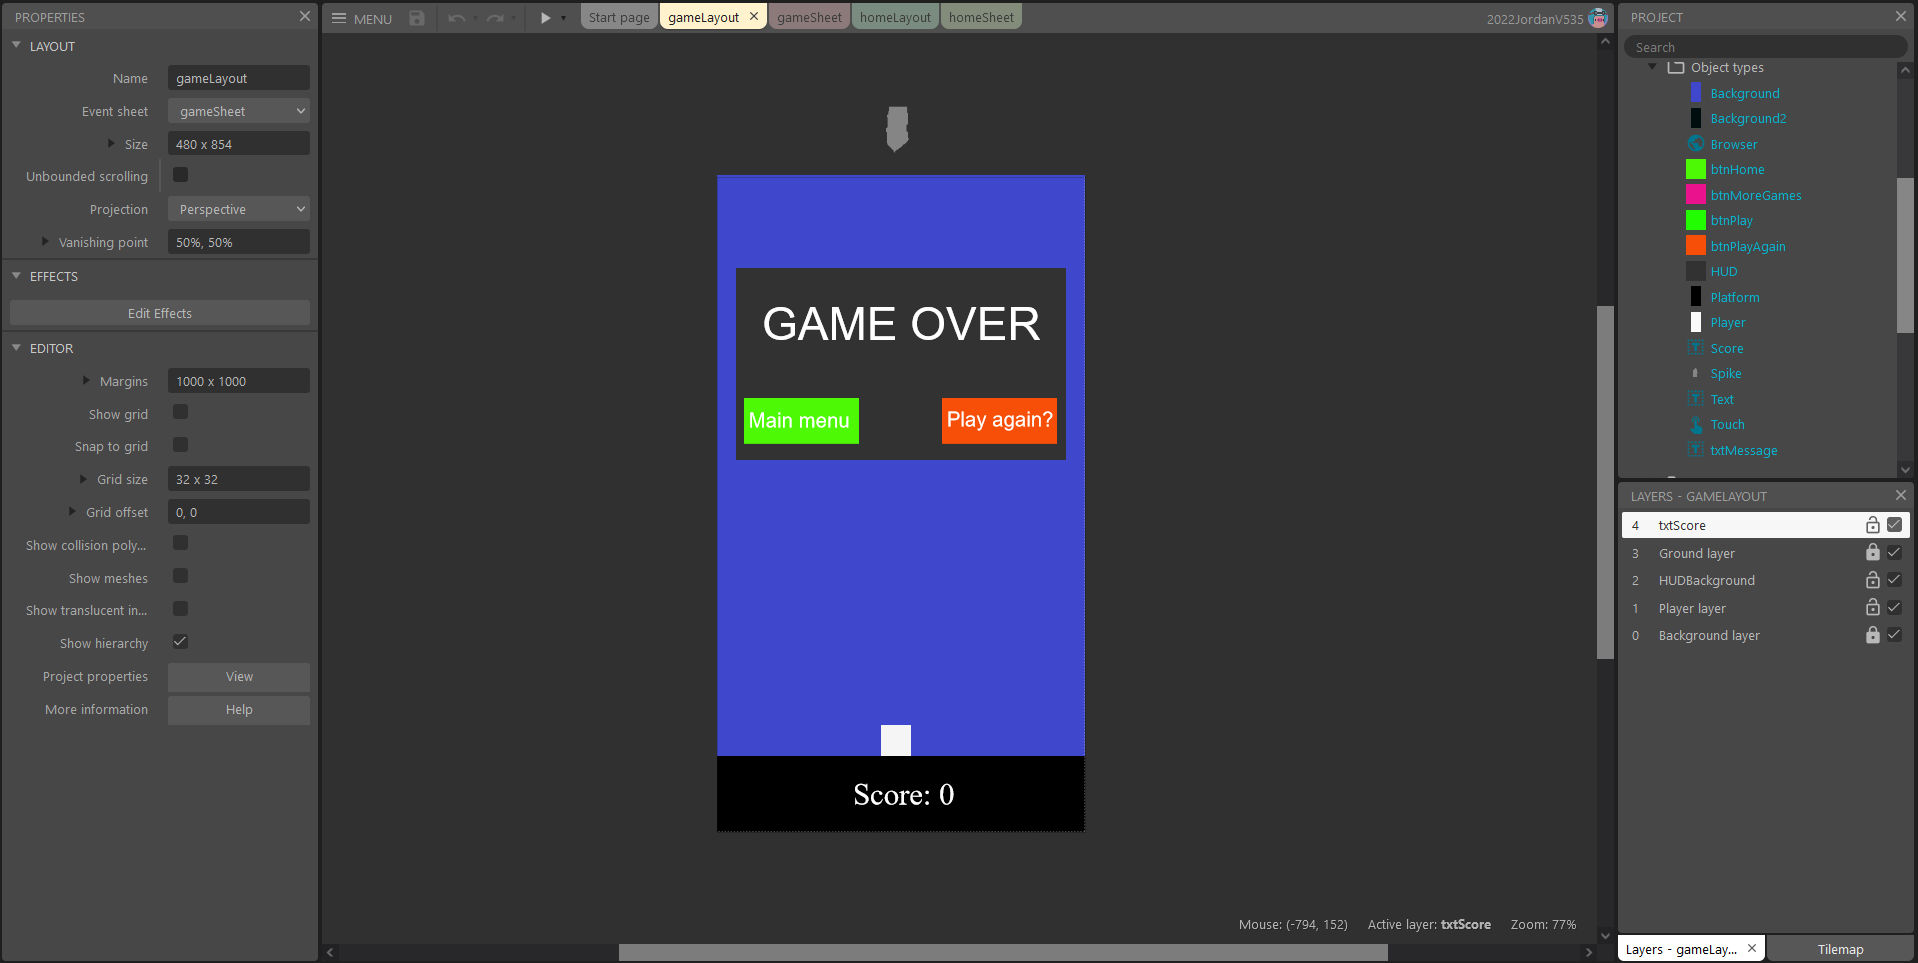 PROPERTIES
LAYOUT
Name gameLayout
Event sheet gameSheet
Size 480 x 854
Unbounded scrolling
Projection Perspective
Vanishing point 50%, 50%
EFFECTS
Edit Effects
EDITOR
Margins 1000 x 1000
Show grid
Snap to grid
Grid size 32 x 32
Grid offset 0, 0
Show collision poly...
Show meshes
Show translucent in...
Show hierarchy
Project properties View
More information Help
MENU
Start page gameLayout gameSheet homeLayout homeSheet
2022JordanV535
GAME OVER
Main menu Play again?
Score: 0
Mouse: (-794, 152) Active layer: txtScore Zoom: 77%
PROJECT
Search
Object types
Background
Background2
Browser
btnHome
btnMoreGames
btnPlay
btnPlayAgain
HUD
Platform
Player
Score
Spike
Text
Touch
txtMessage
LAYERS - GAMELAYOUT
4 txtScore
3 Ground layer
2 HUDBackground
1 Player layer
0 Background layer
Layers - gameLay... Tilemap